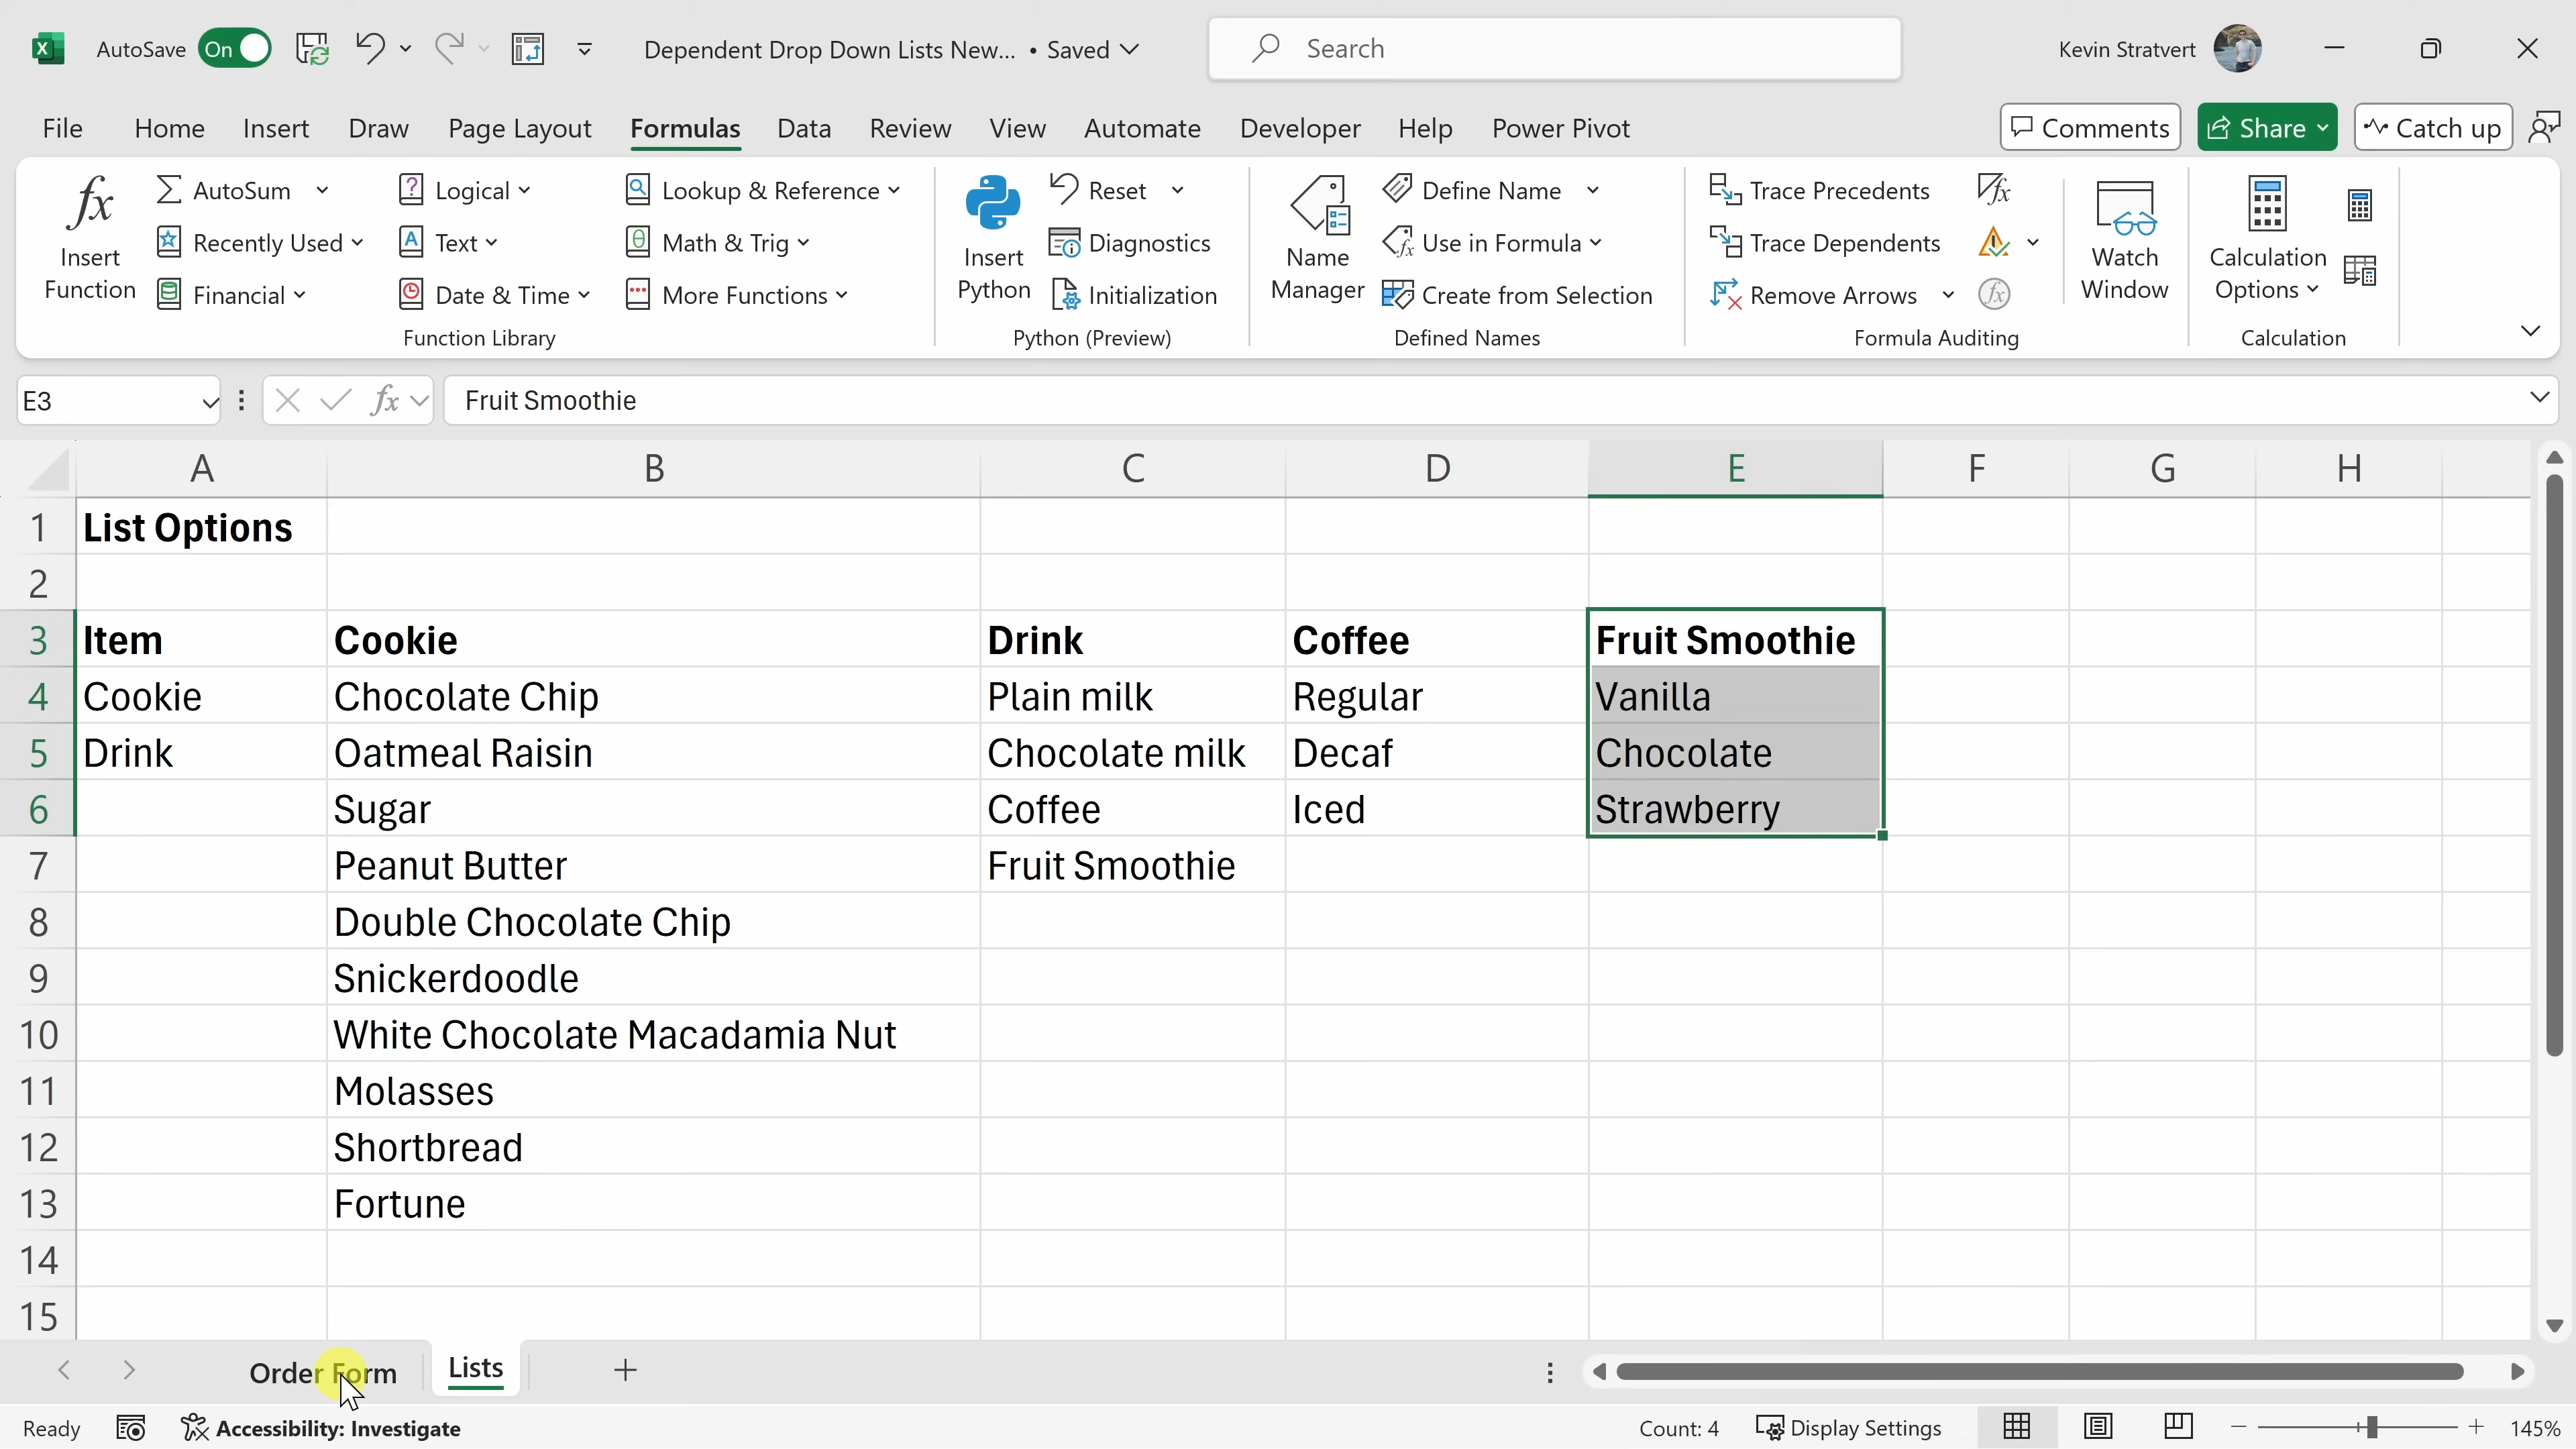 AutoSave On Dependent Drop Down Lists New... • Saved Search Kevin Stratvert
File Home Insert Draw Page Layout Formulas Data Review View Automate Developer Help Power Pivot Comments Share Catch up
Insert Function
AutoSum
Recently Used
Financial
Logical
Text
Date & Time
Lookup & Reference
Math & Trig
More Functions
Function Library
Insert Python
Reset
Diagnostics
Initialization
Python (Preview)
Name Manager
Define Name
Use in Formula
Create from Selection
Defined Names
Trace Precedents
Trace Dependents
Remove Arrows
Formula Auditing
Watch Window
Calculation Options
Calculation
E3 fx Fruit Smoothie
A B C D E F G H
1 List Options
2
3 Item Cookie Drink Coffee Fruit Smoothie
4 Cookie Chocolate Chip Plain milk Regular Vanilla
5 Drink Oatmeal Raisin Chocolate milk Decaf Chocolate
6 Sugar Coffee Iced Strawberry
7 Peanut Butter Fruit Smoothie
8 Double Chocolate Chip
9 Snickerdoodle
10 White Chocolate Macadamia Nut
11 Molasses
12 Shortbread
13 Fortune
14
15
Order Form Lists
Ready Accessibility: Investigate Count: 4 Display Settings 145%